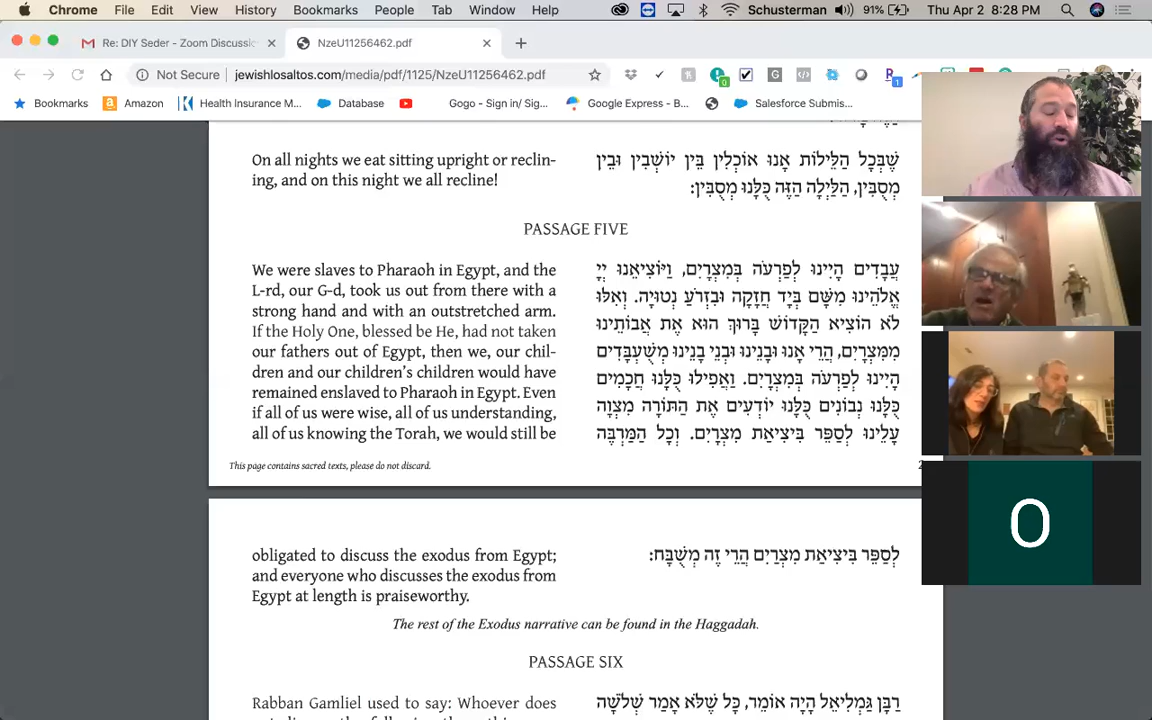 Chrome File Edit View History Bookmarks People Tab Window Help Schusterman 91% Thu Apr 2 8:28 PM
Re: DIY Seder - Zoom Discussi
NzeU11256462.pdf
Not Secure jewishlosaltos.com/media/pdf/1125/NzeU11256462.pdf
Bookmarks Amazon Health Insurance M... Database Gogo - Sign in/ Sig... Google Express - B... Salesforce Submis...
On all nights we eat sitting upright or reclin-
ing, and on this night we all recline!
שֶׁבְּכָל הַלֵּילוֹת אָנוּ אוֹכְלִין בֵּין יוֹשְׁבִין וּבֵין
מְסֻבִּין, הַלַּיְלָה הַזֶּה כֻּלָּנוּ מְסֻבִּין:
PASSAGE FIVE
We were slaves to Pharaoh in Egypt, and the
L-rd, our G-d, took us out from there with a
strong hand and with an outstretched arm.
If the Holy One, blessed be He, had not taken
our fathers out of Egypt, then we, our chil-
dren and our children’s children would have
remained enslaved to Pharaoh in Egypt. Even
if all of us were wise, all of us understanding,
all of us knowing the Torah, we would still be
עֲבָדִים הָיִינוּ לְפַרְעֹה בְּמִצְרָיִם, וַיּוֹצִיאֵנוּ יְיָ
אֱלֹהֵינוּ מִשָּׁם בְּיָד חֲזָקָה וּבִזְרֹעַ נְטוּיָה. וְאִלּוּ
לֹא הוֹצִיא הַקָּדוֹשׁ בָּרוּךְ הוּא אֶת אֲבוֹתֵינוּ
מִמִּצְרָיִם, הֲרֵי אָנוּ וּבָנֵינוּ וּבְנֵי בָנֵינוּ מְשֻׁעְבָּדִים
הָיִינוּ לְפַרְעֹה בְּמִצְרָיִם. וַאֲפִילוּ כֻּלָּנוּ חֲכָמִים
כֻּלָּנוּ נְבוֹנִים כֻּלָּנוּ יוֹדְעִים אֶת הַתּוֹרָה מִצְוָה
עָלֵינוּ לְסַפֵּר בִּיצִיאַת מִצְרָיִם. וְכָל הַמַּרְבֶּה
This page contains sacred texts, please do not discard.
obligated to discuss the exodus from Egypt;
and everyone who discusses the exodus from
Egypt at length is praiseworthy.
לְסַפֵּר בִּיצִיאַת מִצְרַיִם הֲרֵי זֶה מְשֻׁבָּח:
The rest of the Exodus narrative can be found in the Haggadah.
PASSAGE SIX
Rabban Gamliel used to say: Whoever does
רַבָּן גַּמְלִיאֵל הָיָה אוֹמֵר, כָּל שֶׁלֹּא אָמַר שְׁלֹשָׁה
O